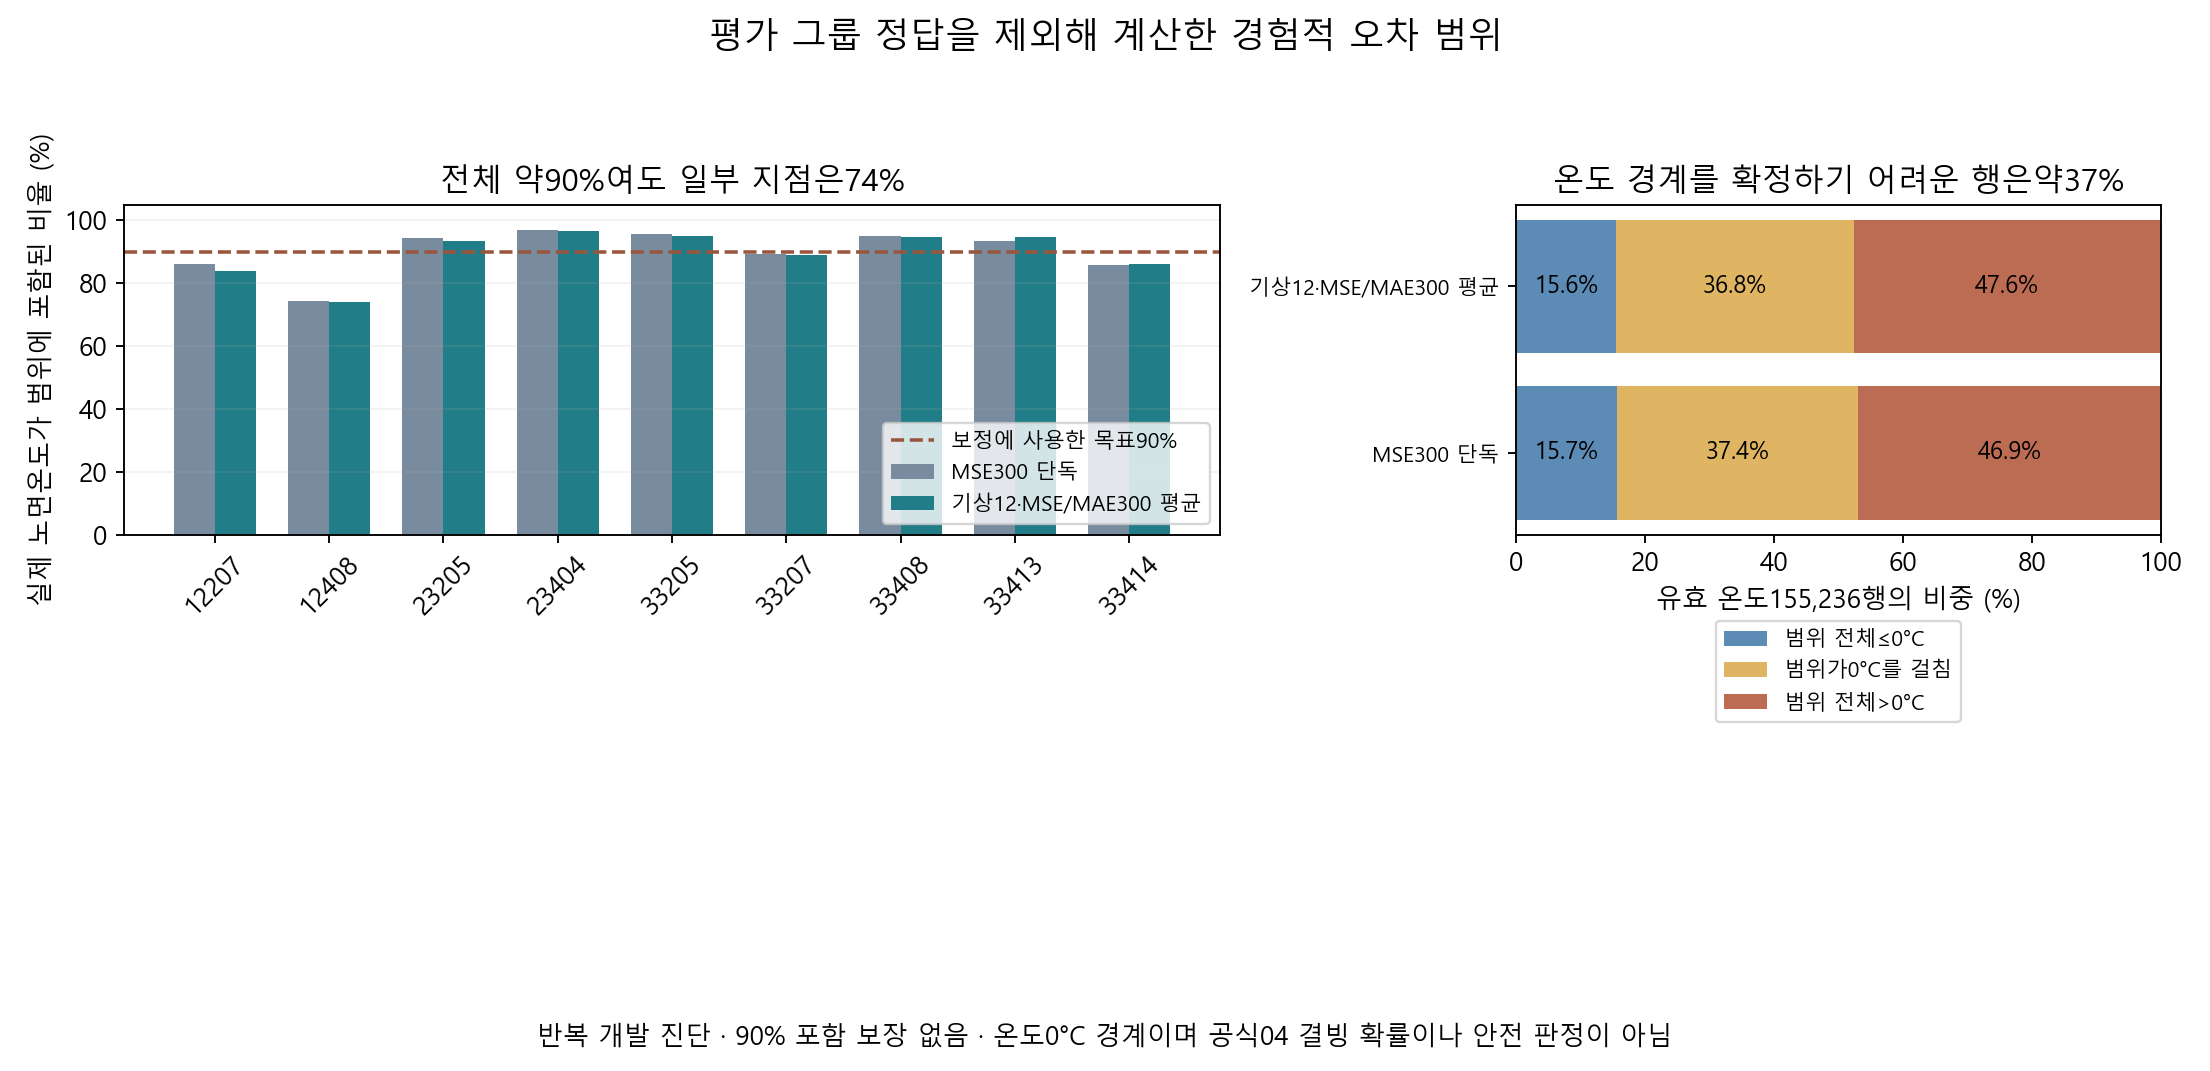 평가 그룹 정답을 제외해 계산한 경험적 오차 범위
전체 약90%여도 일부 지점은74%
실제 노면온도가 범위에 포함된 비율 (%)
100
80
60
40
20
0
보정에 사용한 목표90%
MSE300 단독
기상12·MSE/MAE300 평균
12207 12408 23205 23404 33205 33207 33408 33413 33414
온도 경계를 확정하기 어려운 행은약37%
기상12·MSE/MAE300 평균 15.6% 36.8% 47.6%
MSE300 단독 15.7% 37.4% 46.9%
0 20 40 60 80 100
유효 온도155,236행의 비중 (%)
범위 전체≤0°C
범위가0°C를 걸침
범위 전체>0°C
반복 개발 진단 · 90% 포함 보장 없음 · 온도0°C 경계이며 공식04 결빙 확률이나 안전 판정이 아님